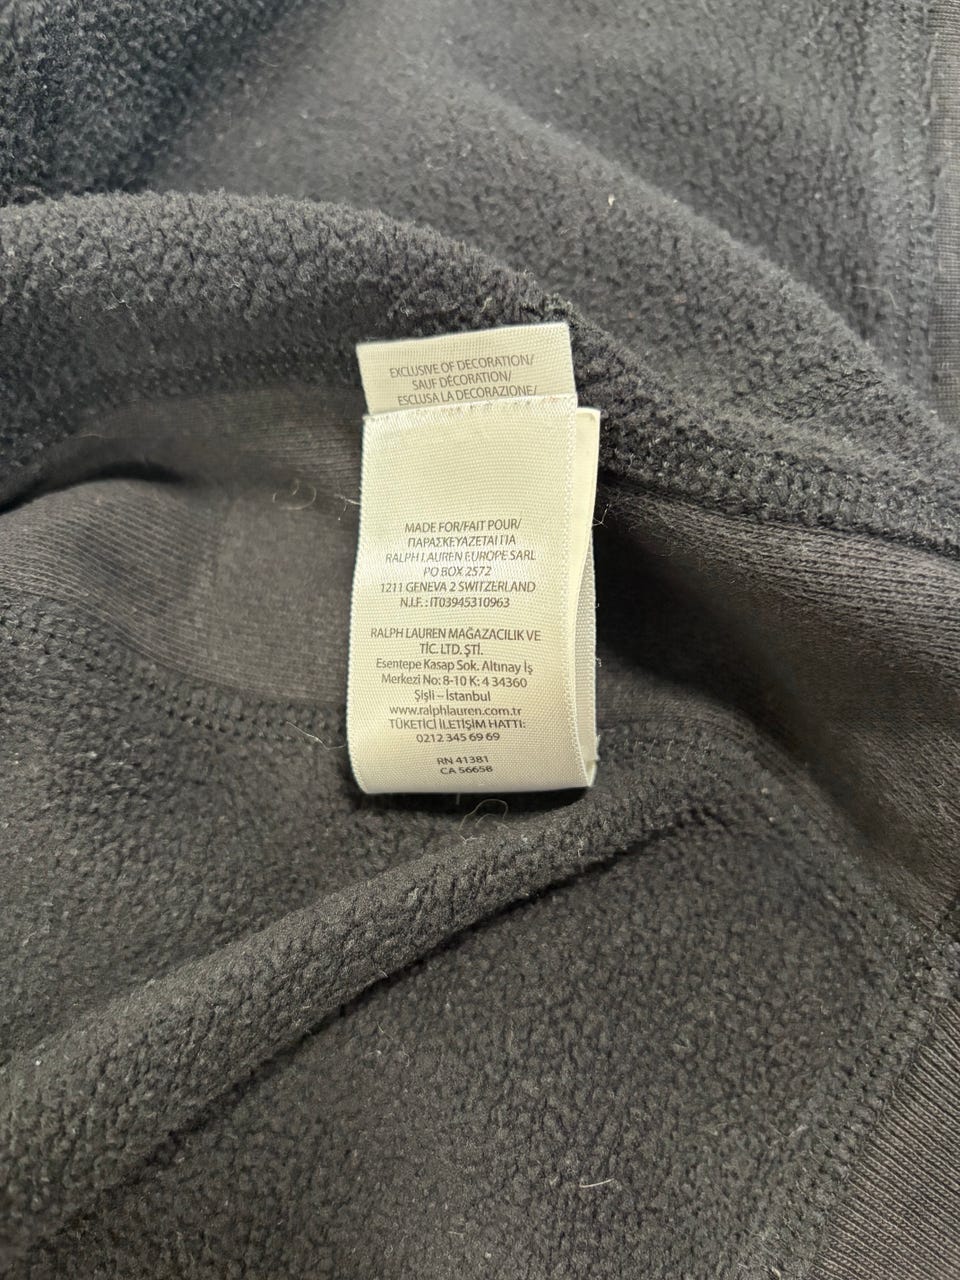 EXCLUSIVE OF DECORATION/
SAUF DÉCORATION/
ESCLUSA LA DECORAZIONE/
MADE FOR/FAIT POUR/
ΠΑΡΑΣΚΕΥΑΖΕΤΑΙ ΓΙΑ
RALPH LAUREN EUROPE SARL
PO BOX 2572
1211 GENEVA 2 SWITZERLAND
N.I.F.: IT03945310963
RALPH LAUREN MAĞAZACILIK VE
TİC. LTD. ŞTİ.
Esentepe Kasap Sok. Altınay İş
Merkezi No: 8-10 K: 4 34360
Şişli – İstanbul
www.ralphlauren.com.tr
TÜKETİCİ İLETİŞİM HATTI:
0212 345 69 69
RN 41381
CA 56658